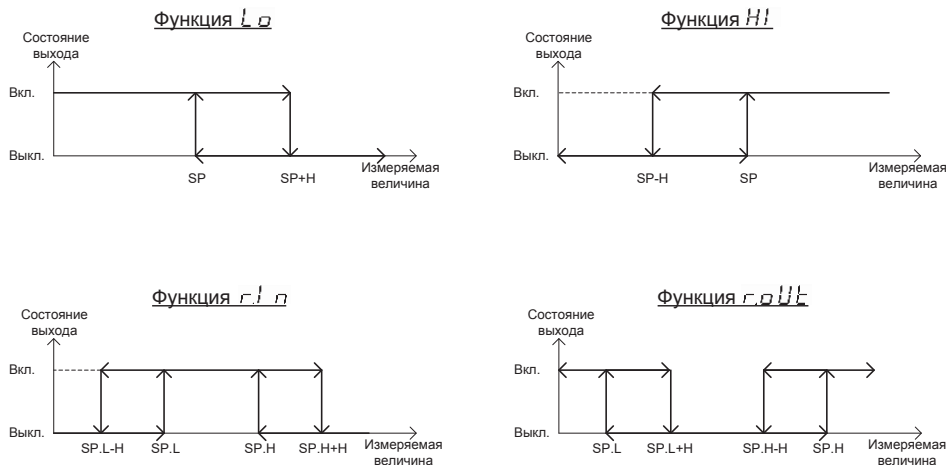 Функция Lo
Состояние
выхода
Вкл.
Выкл.
SP
SP+H
Измеряемая
величина
Функция HI
Состояние
выхода
Вкл.
Выкл.
SP-H
SP
Измеряемая
величина
Функция r.In
Состояние
выхода
Вкл.
Выкл.
SP.L-H
SP.L
SP.H
SP.H+H
Измеряемая
величина
Функция r.oUt
Состояние
выхода
Вкл.
Выкл.
SP.L
SP.L+H
SP.H-H
SP.H
Измеряемая
величина